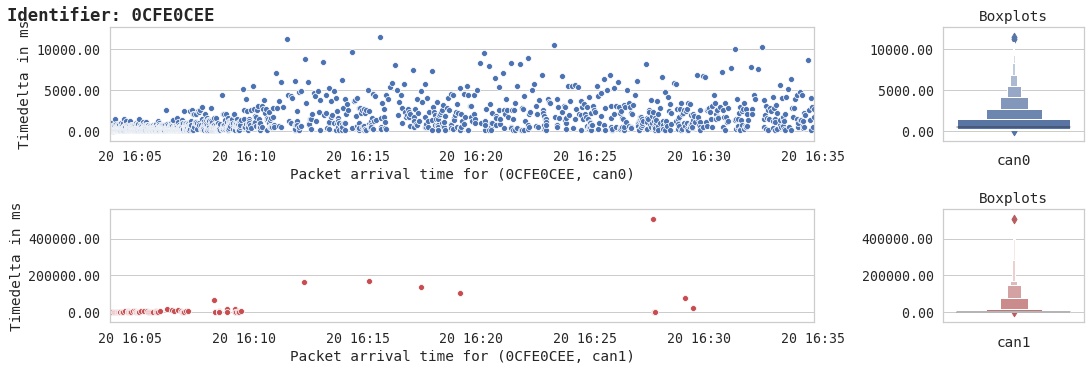 Identifier: 0CFE0CEE
Boxplots
Timedelta in ms
10000.00
5000.00
0.00
20 16:05
20 16:10
20 16:15
20 16:20
20 16:25
20 16:30
20 16:35
Packet arrival time for (0CFE0CEE, can0)
10000.00
5000.00
0.00
can0
Boxplots
Timedelta in ms
400000.00
200000.00
0.00
20 16:05
20 16:10
20 16:15
20 16:20
20 16:25
20 16:30
20 16:35
Packet arrival time for (0CFE0CEE, can1)
400000.00
200000.00
0.00
can1